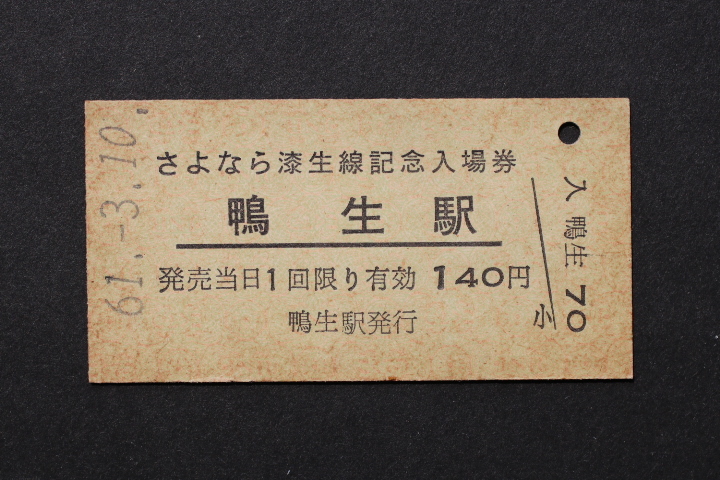 61.-3.10.
さよなら漆生線記念入場券
鴨生駅
発売当日1回限り有効 140円
鴨生駅発行
入 鴨生 70
小